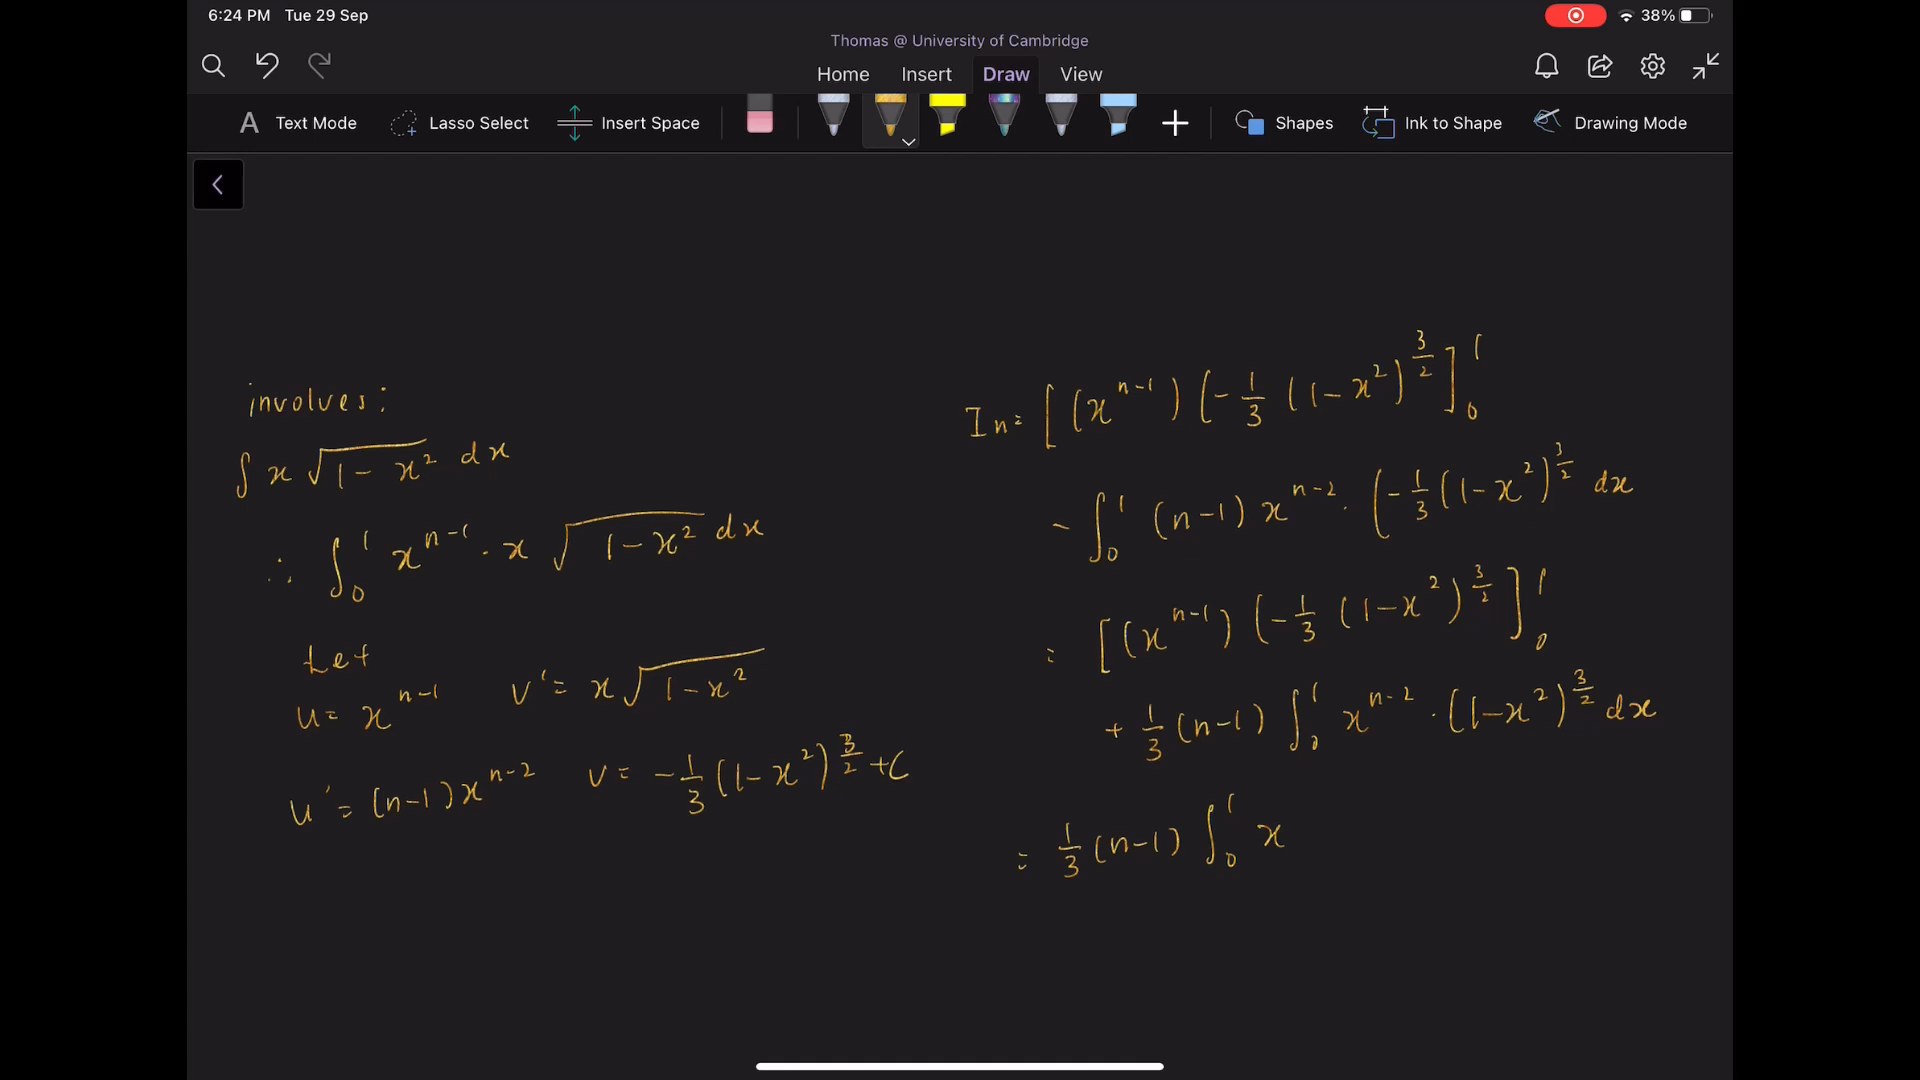 6:24 PM Tue 29 Sep
38%
Thomas @ University of Cambridge
Home Insert Draw View
Text Mode Lasso Select Insert Space Shapes Ink to Shape Drawing Mode
involves:
∫ x √(1 − x²) dx
∴ ∫₀¹ xⁿ⁻¹ · x √(1 − x²) dx
Let
u = xⁿ⁻¹ v' = x √(1 − x²)
u' = (n−1)xⁿ⁻² v = −1/3 (1 − x²)^(3/2) + C
In = [(xⁿ⁻¹) (−1/3 (1 − x²)^(3/2)]₀¹
− ∫₀¹ (n−1) xⁿ⁻² · (−1/3 (1−x²)^(3/2) dx
= [(xⁿ⁻¹) (−1/3 (1−x²)^(3/2)]₀¹
+ 1/3 (n−1) ∫₀¹ xⁿ⁻² · (1−x²)^(3/2) dx
= 1/3 (n−1) ∫₀¹ x